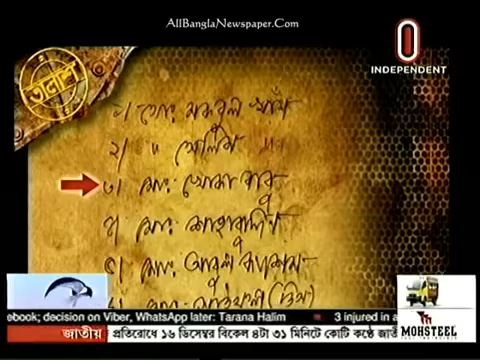 AllBanglaNewspaper.Com
তালাশ
INDEPENDENT
১। মোঃ মকবুল খাঁন
২। " সেলিম "
৩। মোঃ খোকা বাবু
৪। মোঃ শাহাবুদ্দিন
৫। মোঃ আবুল কালাম
ebook; decision on Viber, WhatsApp later: Tarana Halim 3 injured in a
জাতীয় প্রতিরোধে ১৬ ডিসেম্বর বিকেল ৪টা ৩১ মিনিটে কোটি কণ্ঠে জাতী
MOHSTEEL